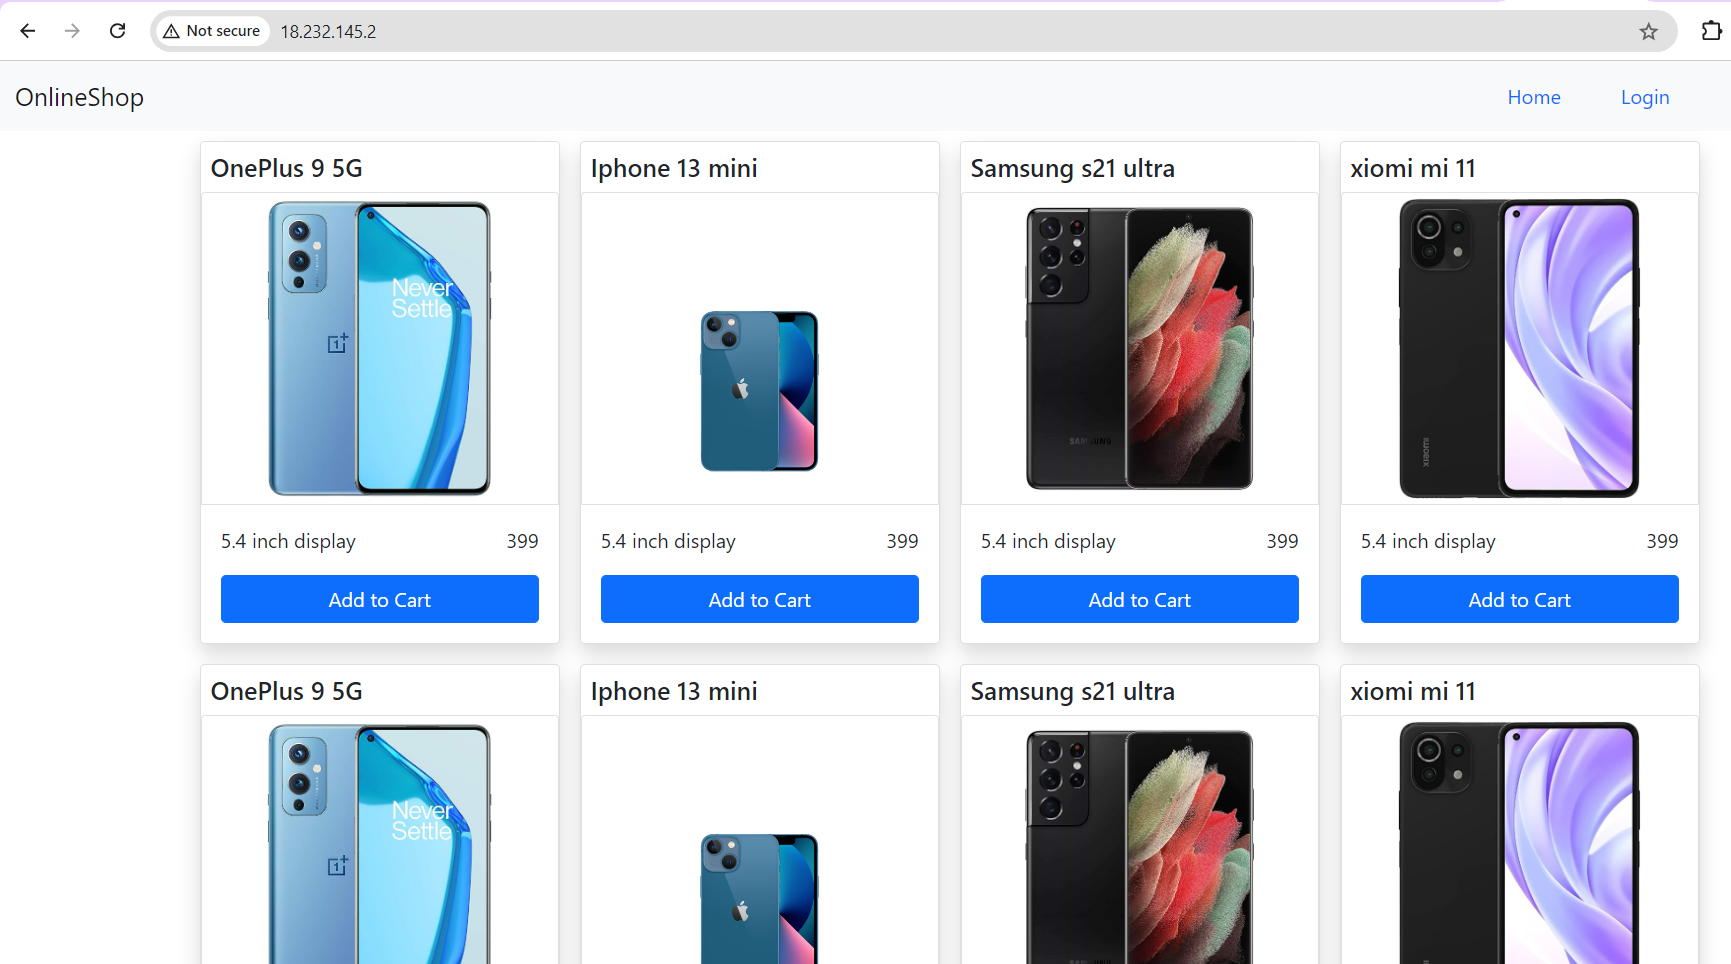 Not secure 18.232.145.2
OnlineShop Home Login
OnePlus 9 5G
Iphone 13 mini
Samsung s21 ultra
xiomi mi 11
Never
Settle
SAMSUNG
xiaomi
5.4 inch display 399
5.4 inch display 399
5.4 inch display 399
5.4 inch display 399
Add to Cart
Add to Cart
Add to Cart
Add to Cart
OnePlus 9 5G
Iphone 13 mini
Samsung s21 ultra
xiomi mi 11
Never
Settle